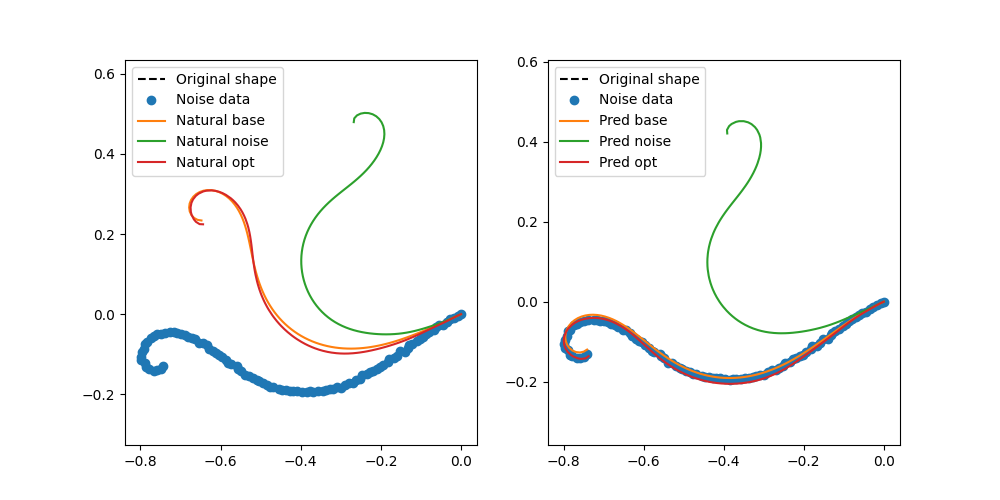 Original shape
Noise data
Natural base
Natural noise
Natural opt
0.6
0.4
0.2
0.0
−0.2
−0.8
−0.6
−0.4
−0.2
0.0
Original shape
Noise data
Pred base
Pred noise
Pred opt
0.6
0.4
0.2
0.0
−0.2
−0.8
−0.6
−0.4
−0.2
0.0